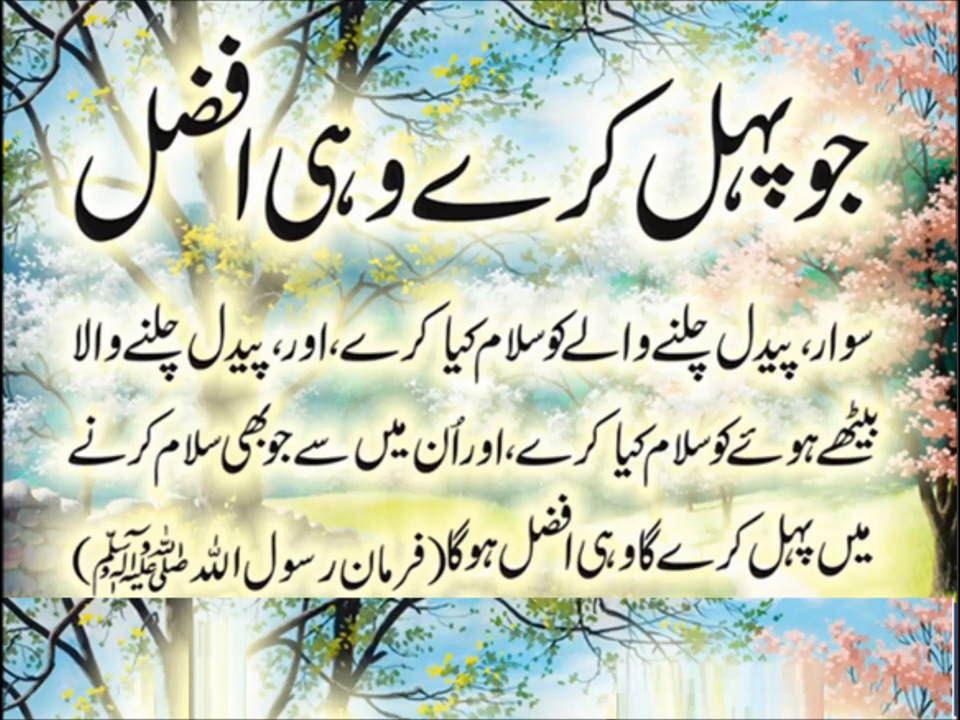 جو پہل کرے وہی افضل
سوار، پیدل چلنے والے کو سلام کیا کرے، اور، پیدل چلنے والا
بیٹھے ہوئے کو سلام کیا کرے، اور اُن میں سے جو بھی سلام کرنے
میں پہل کرے گا وہی افضل ہوگا (فرمان رسول اللہ صلی اللہ علیہ وآلہ وسلم)